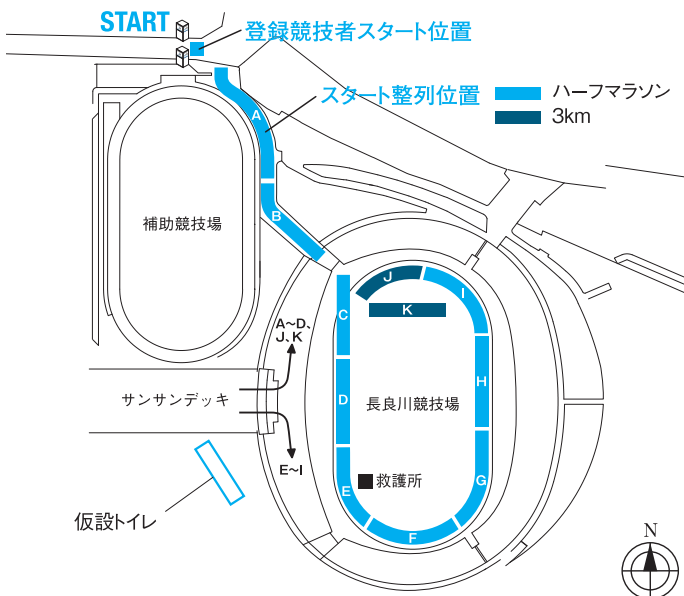 START
登録競技者スタート位置
スタート整列位置
ハーフマラソン
3km
A
B
補助競技場
C
D
E
F
G
H
I
J
K
A~D、
J、K
サンサンデッキ
長良川競技場
E~I
救護所
仮設トイレ
N